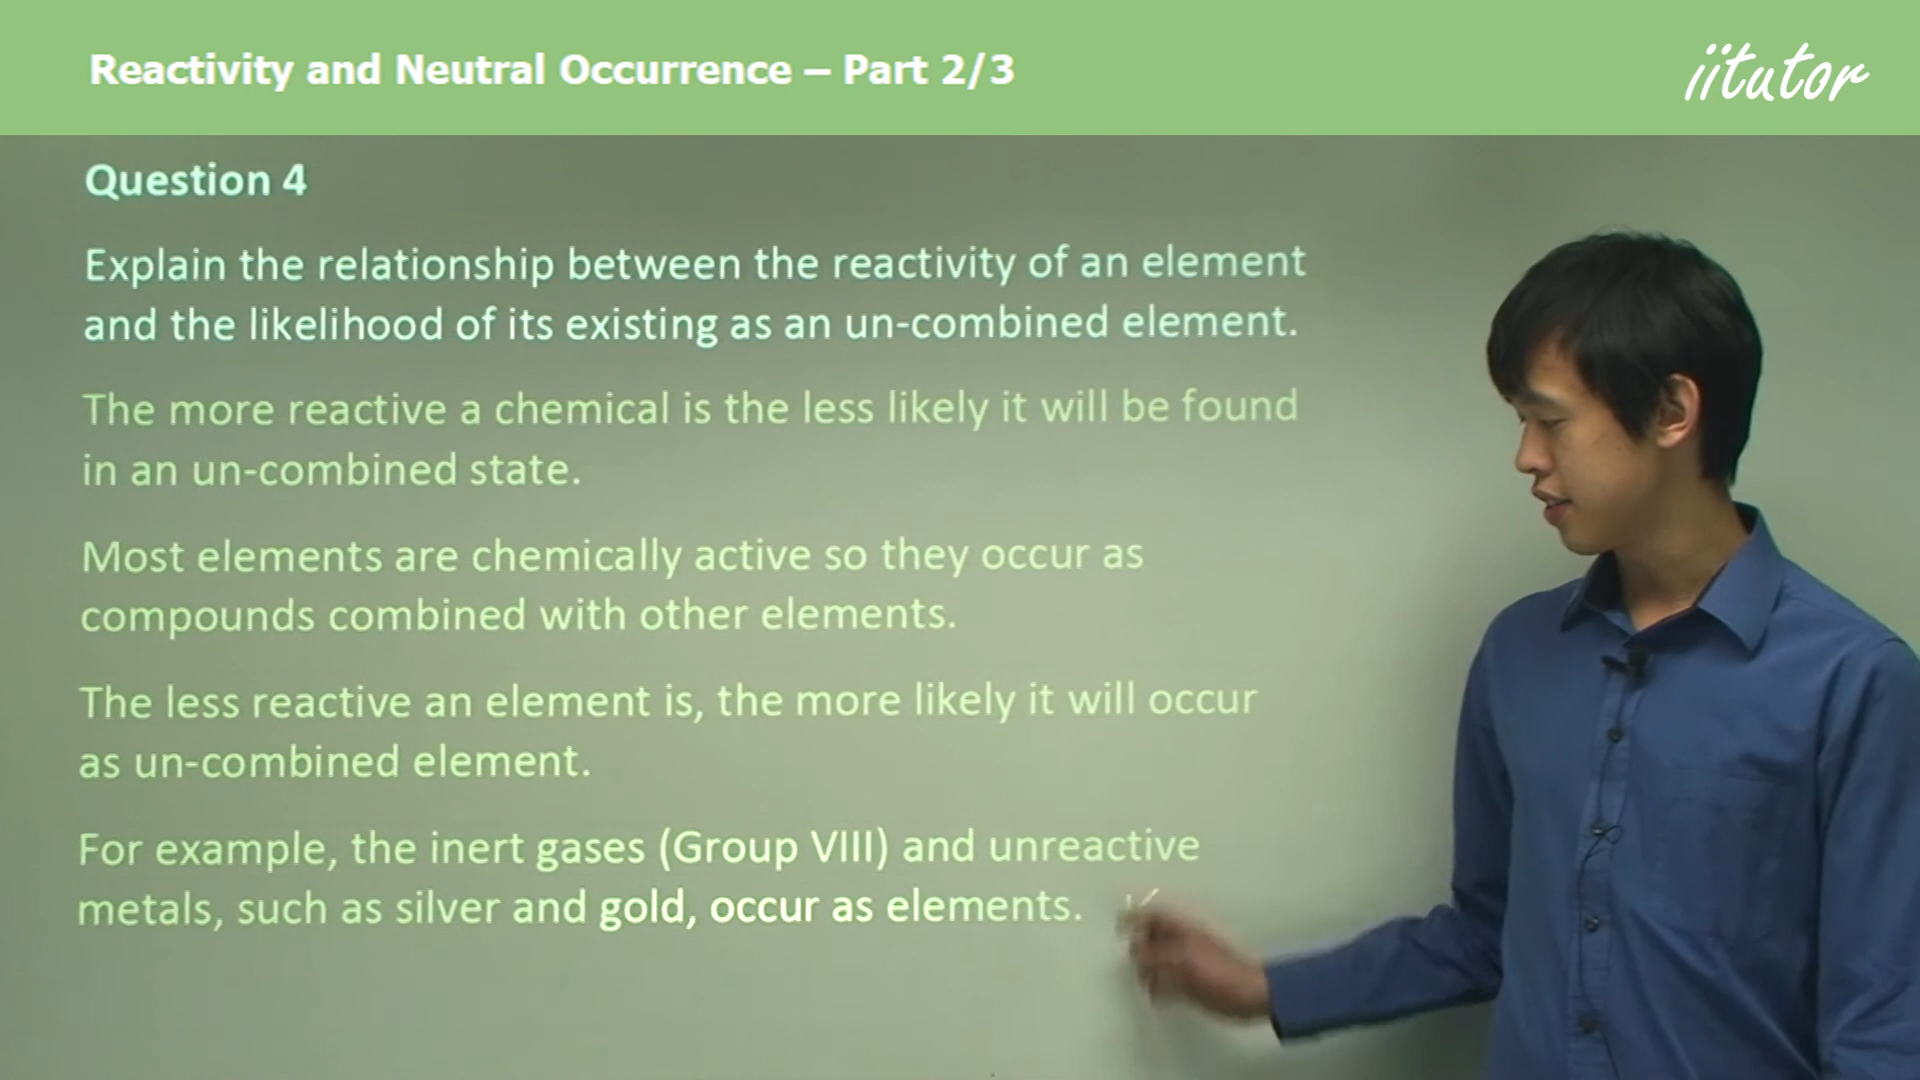 Reactivity and Neutral Occurrence – Part 2/3
iitutor
Question 4
Explain the relationship between the reactivity of an element
and the likelihood of its existing as an un-combined element.
The more reactive a chemical is the less likely it will be found
in an un-combined state.
Most elements are chemically active so they occur as
compounds combined with other elements.
The less reactive an element is, the more likely it will occur
as un-combined element.
For example, the inert gases (Group VIII) and unreactive
metals, such as silver and gold, occur as elements.